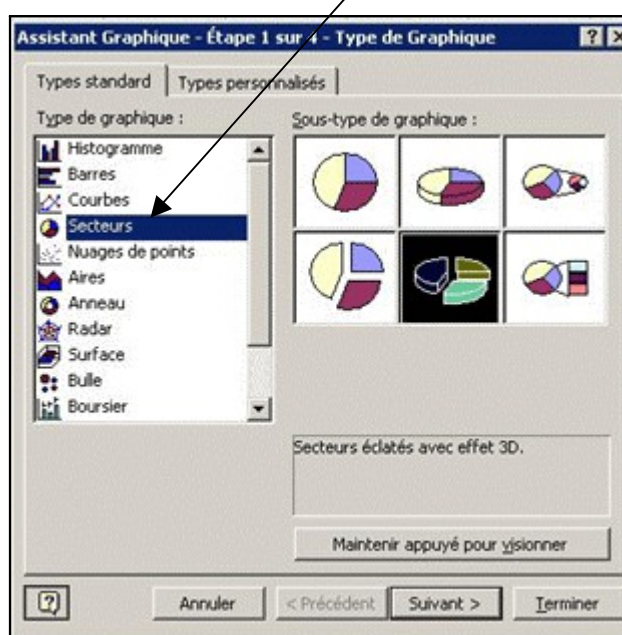 Assistant Graphique - Étape 1 sur 4 - Type de Graphique
Types standard Types personnalisés
Type de graphique :
Histogramme
Barres
Courbes
Secteurs
Nuages de points
Aires
Anneau
Radar
Surface
Bulle
Boursier
Sous-type de graphique :
Secteurs éclatés avec effet 3D.
Maintenir appuyé pour visionner
Annuler < Précédent Suivant > Terminer